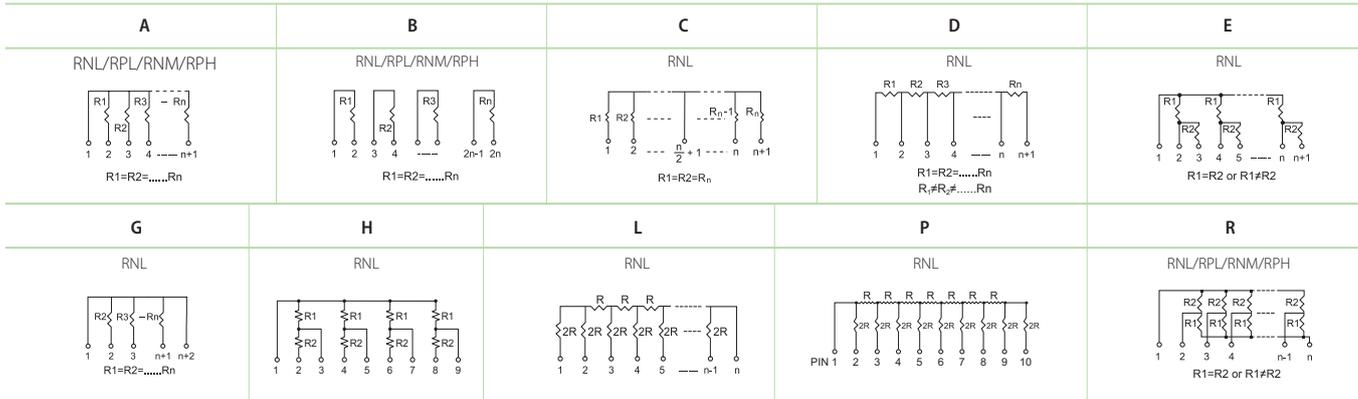 A B C D E
RNL/RPL/RNM/RPH RNL/RPL/RNM/RPH RNL RNL RNL
R1 R2 R3 – Rn
1 2 3 4 ----- n+1
R1=R2=......Rn
R1 R2 R3 Rn
1 2 3 4 ----- 2n-1 2n
R1=R2=......Rn
R1 R2 Rn-1 Rn
1 2 ---- n/2 + 1 ---- n n+1
R1=R2=Rn
R1 R2 R3 Rn
1 2 3 4 ---- n n+1
R1=R2=......Rn
R1≠R2≠......Rn
R1 R1 R1
R2 R2 R2
1 2 3 4 5 ----- n n+1
R1=R2 or R1≠R2
G H L P R
RNL RNL RNL RNL RNL/RPL/RNM/RPH
R2 R3 –Rn
1 2 3 n+1 n+2
R1=R2=......Rn
R1 R1 R1 R1
R2 R2 R2 R2
1 2 3 4 5 6 7 8 9
R R R
2R 2R 2R 2R 2R ---- 2R
1 2 3 4 5 ----- n-1 n
R R R R R R R
2R 2R 2R 2R 2R 2R 2R 2R 2R
PIN 1 2 3 4 5 6 7 8 9 10
R2 R2 R2 R2
R1 R1 R1 R1
1 2 3 4 n-1 n
R1=R2 or R1≠R2